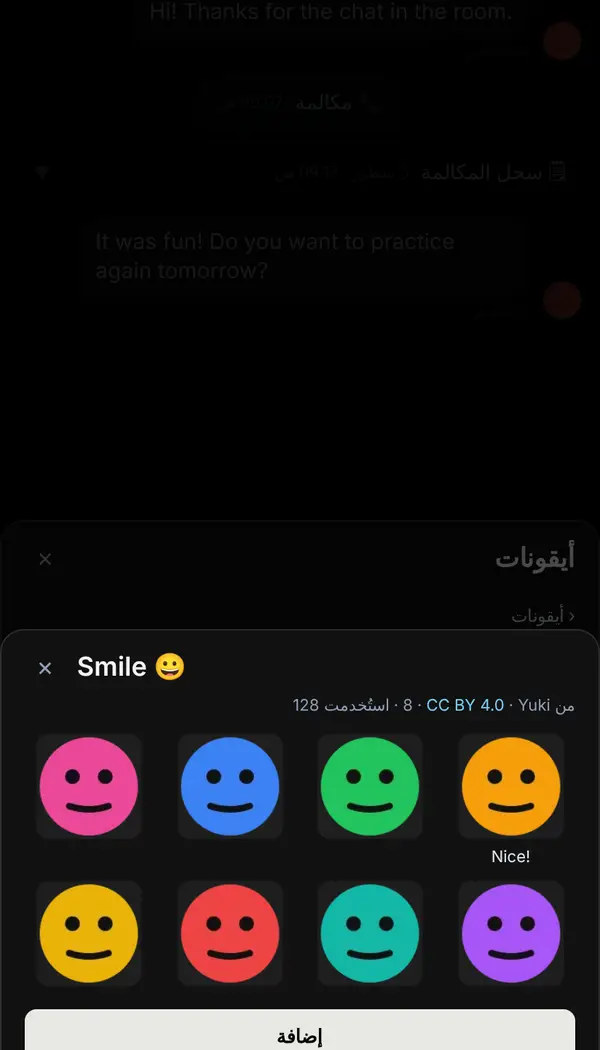 Hi! Thanks for the chat in the room.
مكالمة
سجل المكالمة
It was fun! Do you want to practice
again tomorrow?
أيقونات
‹ أيقونات
Smile 😀
من Yuki · CC BY 4.0 · 8 · استُخدمت 128
Nice!
إضافة